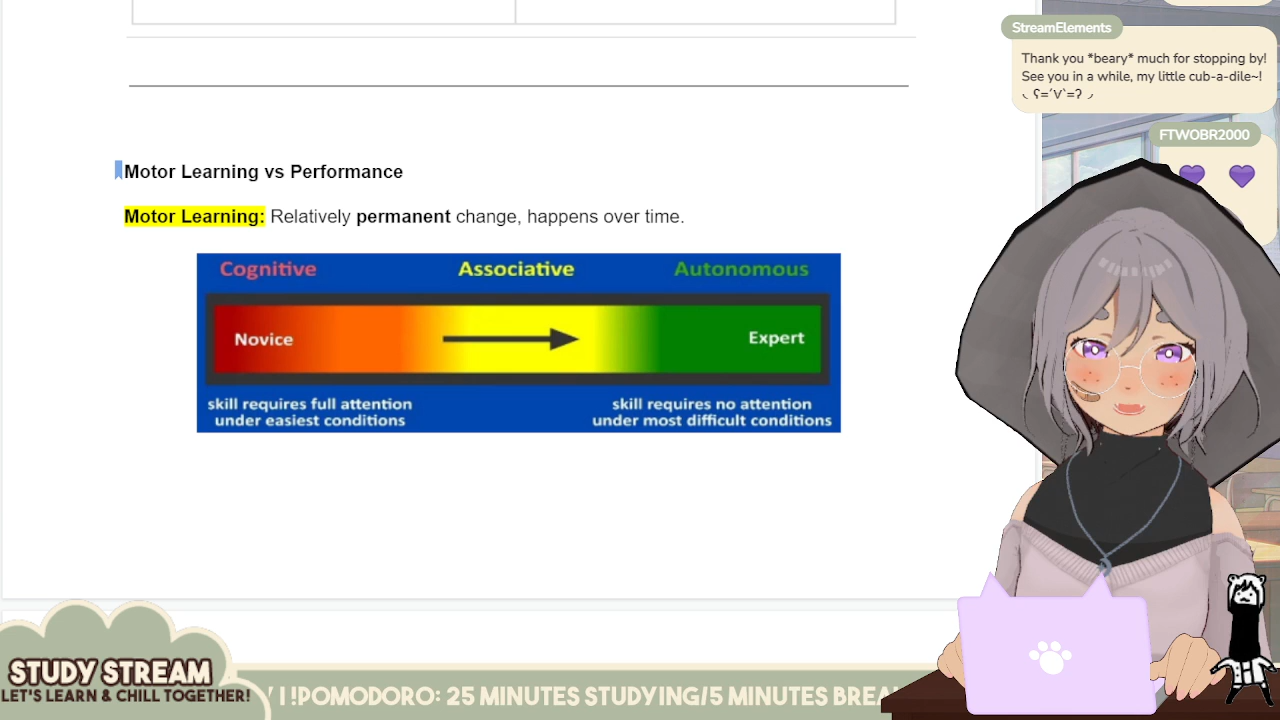 Motor Learning vs Performance
Motor Learning: Relatively permanent change, happens over time.
Cognitive Associative Autonomous
Novice Expert
skill requires full attention
under easiest conditions
skill requires no attention
under most difficult conditions
StreamElements
Thank you *beary* much for stopping by!
See you in a while, my little cub-a-dile~!
FTWOBR2000
STUDY STREAM
LET'S LEARN & CHILL TOGETHER!
!POMODORO: 25 MINUTES STUDYING/5 MINUTES